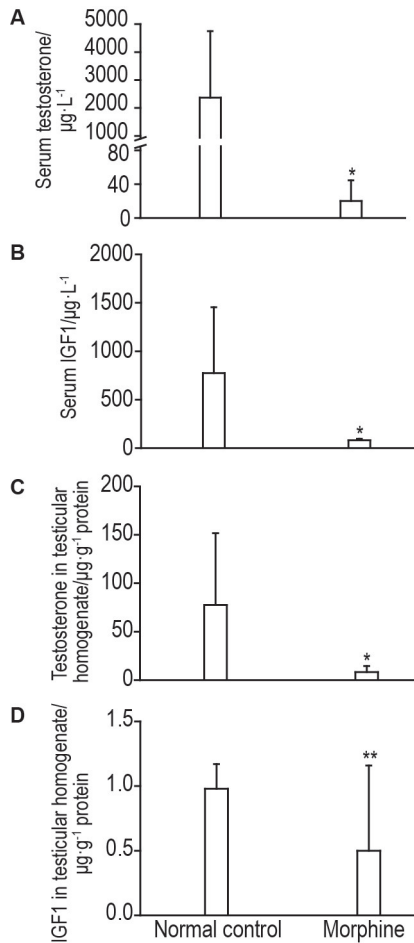 A
Serum testosterone/
µg·L⁻¹
5000
4000
3000
2000
1000
80
40
0
*
B
Serum IGF1/µg·L⁻¹
2000
1500
1000
500
0
*
C
Testosterone in testicular
homogenate/µg·g⁻¹ protein
200
150
100
50
0
*
D
IGF1 in testicular homogenate/
µg·g⁻¹ protein
1.5
1.0
0.5
0.0
**
Normal control Morphine